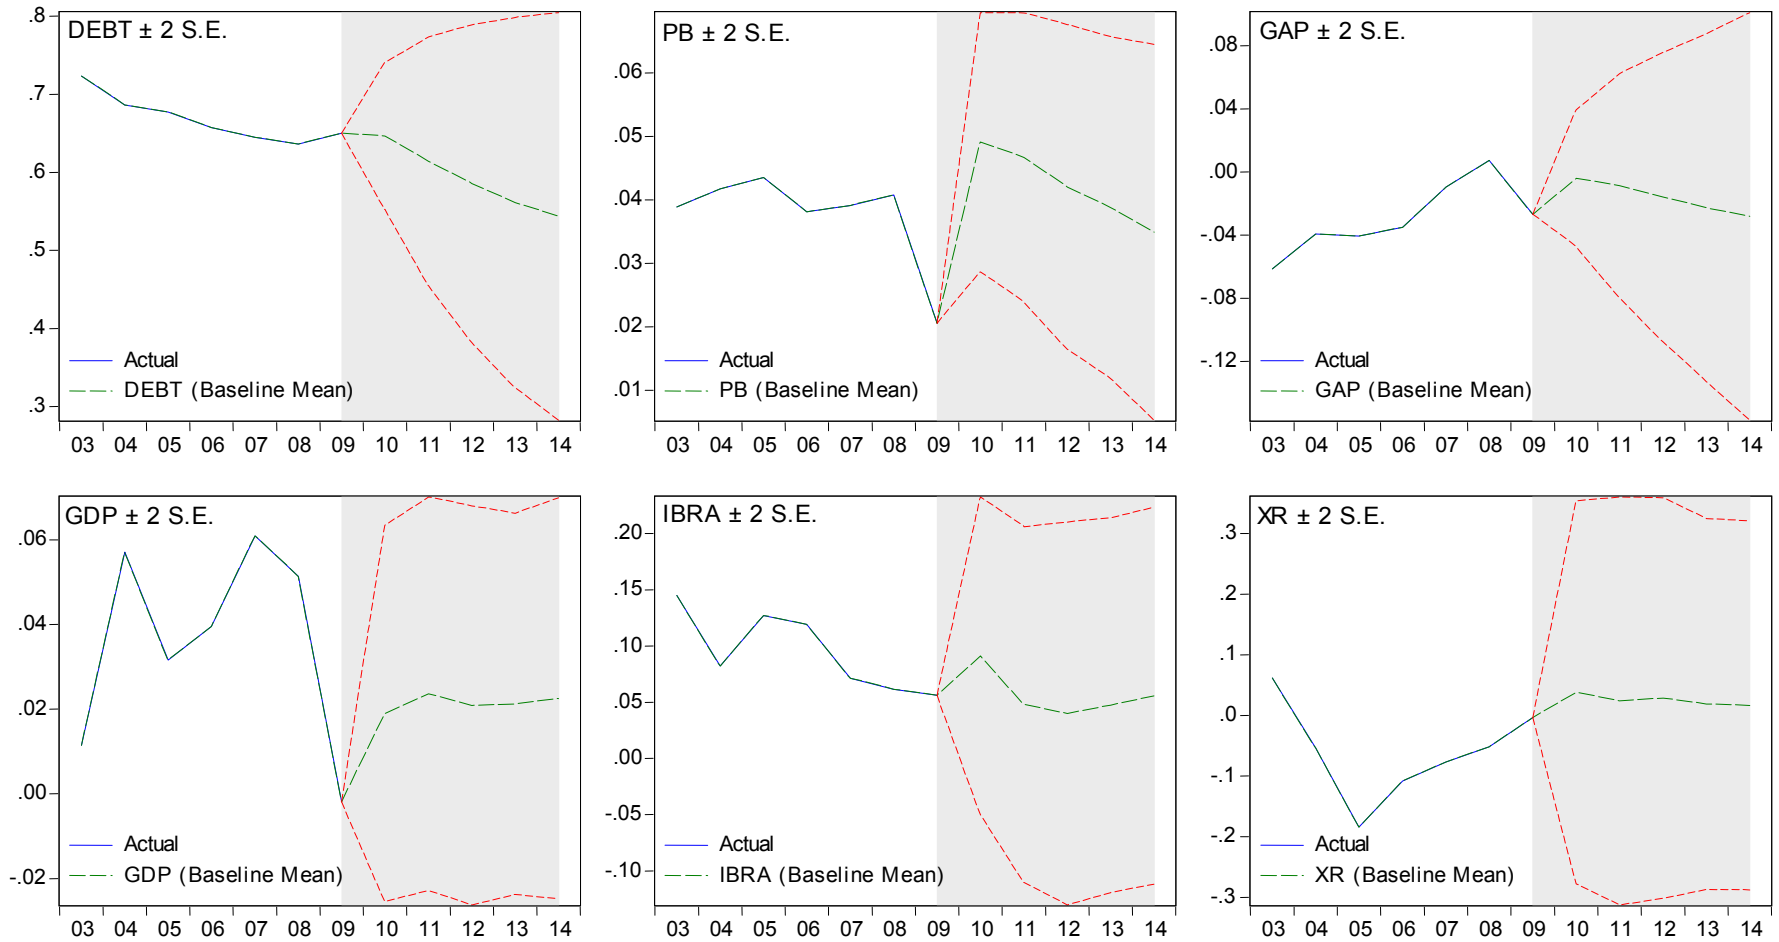 DEBT ± 2 S.E.
.8
.7
.6
.5
.4
.3
Actual
DEBT (Baseline Mean)
03 04 05 06 07 08 09 10 11 12 13 14
PB ± 2 S.E.
.06
.05
.04
.03
.02
.01
Actual
PB (Baseline Mean)
03 04 05 06 07 08 09 10 11 12 13 14
GAP ± 2 S.E.
.08
.04
.00
-.04
-.08
-.12
Actual
GAP (Baseline Mean)
03 04 05 06 07 08 09 10 11 12 13 14
GDP ± 2 S.E.
.06
.04
.02
.00
-.02
Actual
GDP (Baseline Mean)
03 04 05 06 07 08 09 10 11 12 13 14
IBRA ± 2 S.E.
.20
.15
.10
.05
.00
-.05
-.10
Actual
IBRA (Baseline Mean)
03 04 05 06 07 08 09 10 11 12 13 14
XR ± 2 S.E.
.3
.2
.1
.0
-.1
-.2
-.3
Actual
XR (Baseline Mean)
03 04 05 06 07 08 09 10 11 12 13 14